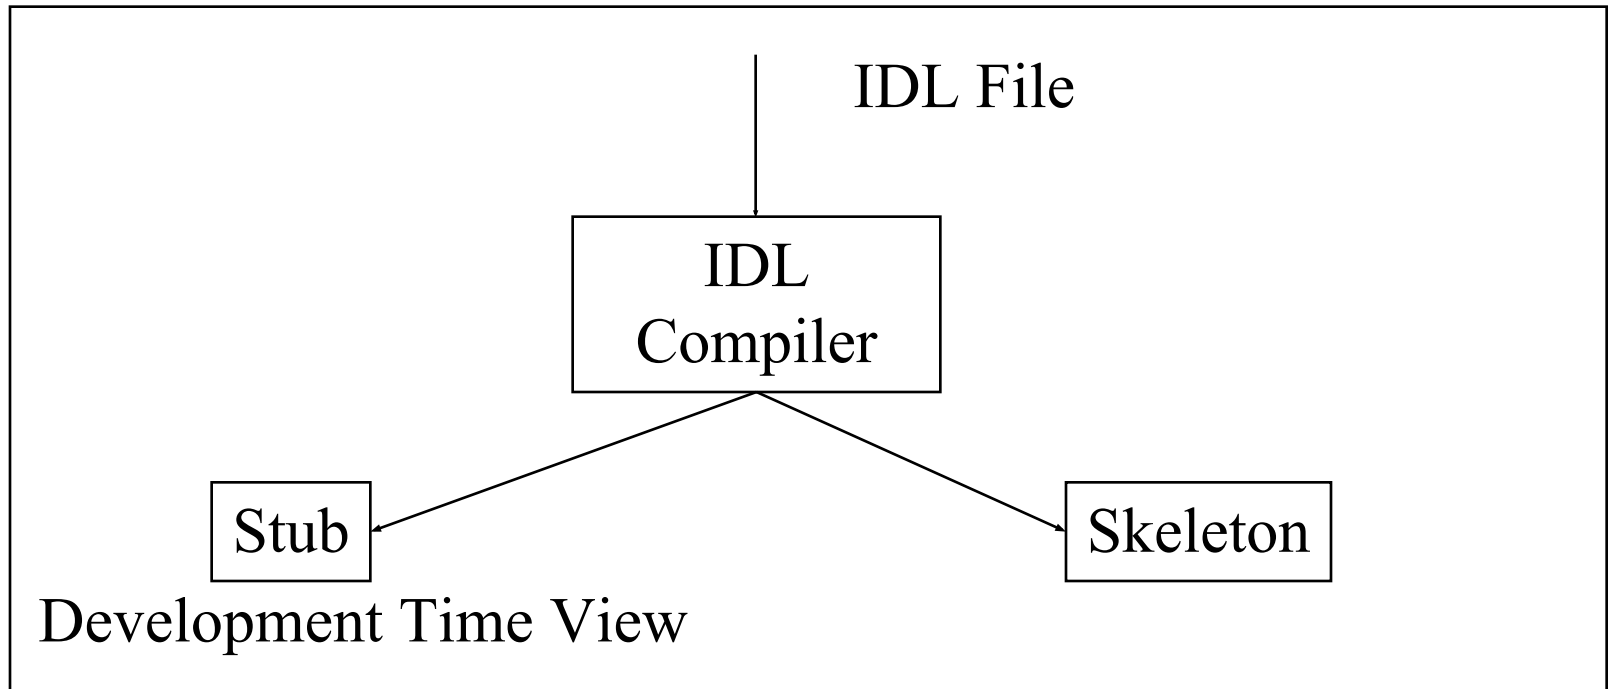 IDL File
IDL
Compiler
Stub
Skeleton
Development Time View